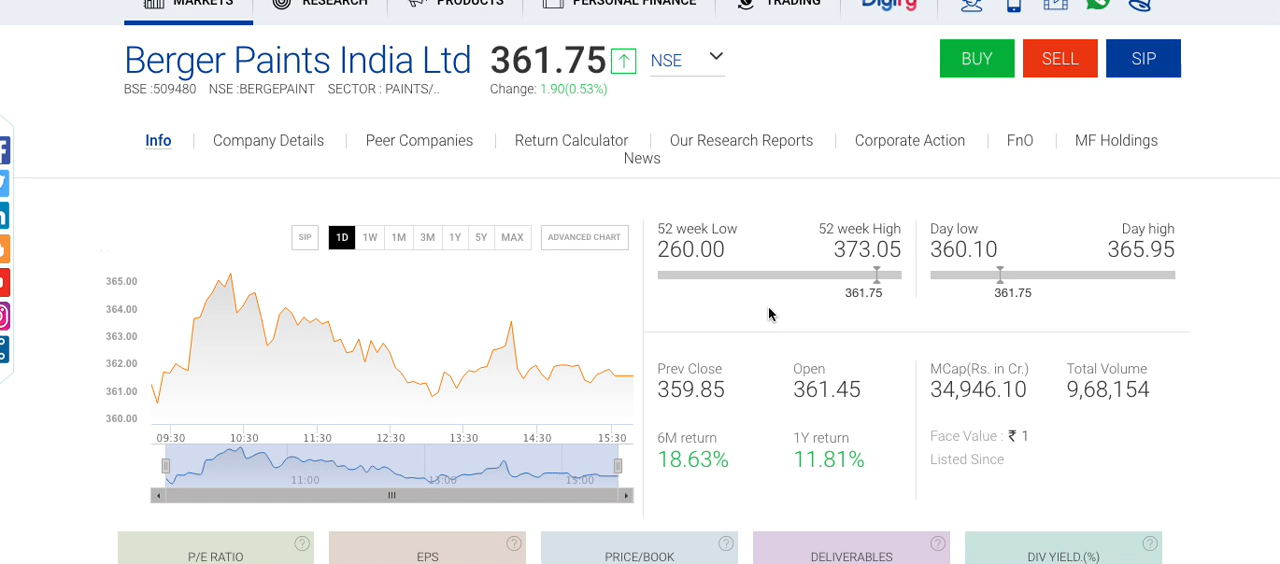 MARKETS RESEARCH PRODUCTS PERSONAL FINANCE TRADING Digify
Berger Paints India Ltd 361.75 NSE BUY SELL SIP
BSE :509480 NSE :BERGEPAINT SECTOR : PAINTS/.. Change: 1.90(0.53%)
Info Company Details Peer Companies Return Calculator Our Research Reports Corporate Action FnO MF Holdings
News
SIP 1D 1W 1M 3M 1Y 5Y MAX ADVANCED CHART
365.00
364.00
363.00
362.00
361.00
360.00
09:30 10:30 11:30 12:30 13:30 14:30 15:30
11:00 13:00 15:00
52 week Low 52 week High
260.00 373.05
361.75
Day low Day high
360.10 365.95
361.75
Prev Close Open
359.85 361.45
6M return 1Y return
18.63% 11.81%
MCap(Rs. in Cr.) Total Volume
34,946.10 9,68,154
Face Value : ₹ 1
Listed Since
P/E RATIO ? EPS ? PRICE/BOOK ? DELIVERABLES ? DIV YIELD.(%) ?